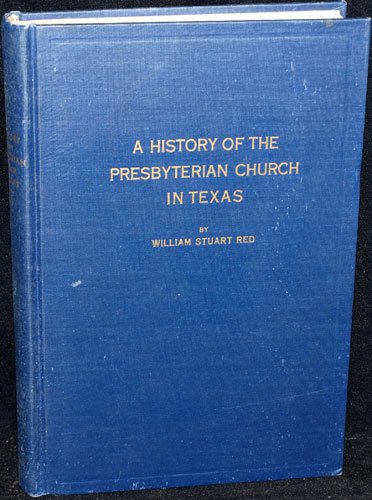 A HISTORY OF THE
PRESBYTERIAN CHURCH
IN TEXAS
BY
WILLIAM STUART RED